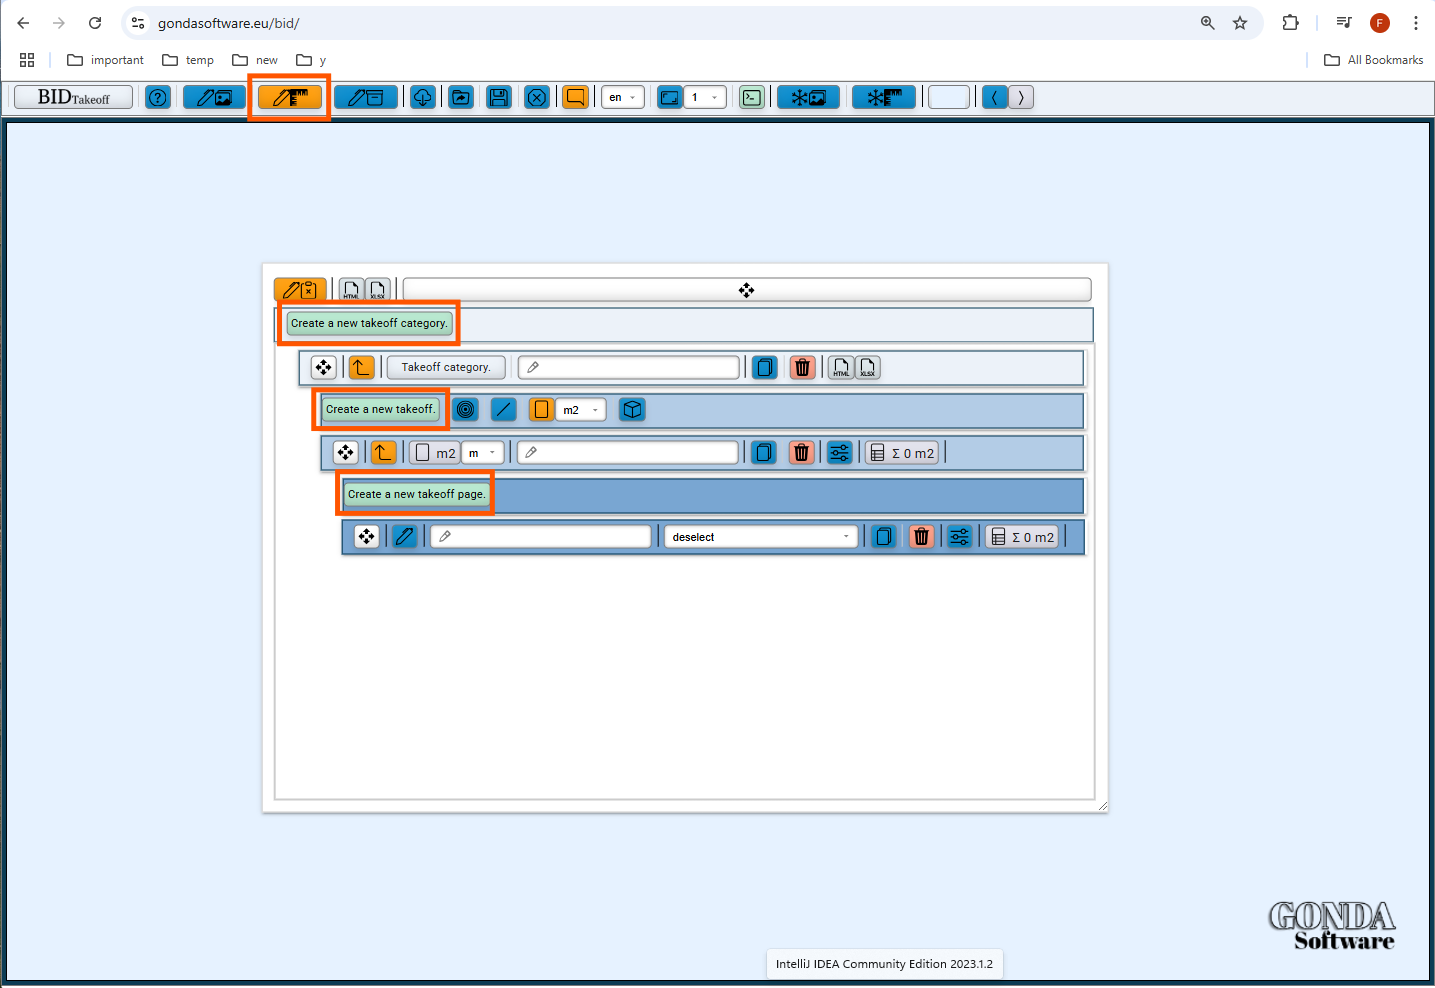 gondasoftware.eu/bid/
F
important temp new y All Bookmarks
BIDTakeoff en 1
HTML XLSX
Create a new takeoff category.
Takeoff category. HTML XLSX
Create a new takeoff. m2
m2 m Σ 0 m2
Create a new takeoff page.
deselect Σ 0 m2
GONDA
Software
IntelliJ IDEA Community Edition 2023.1.2